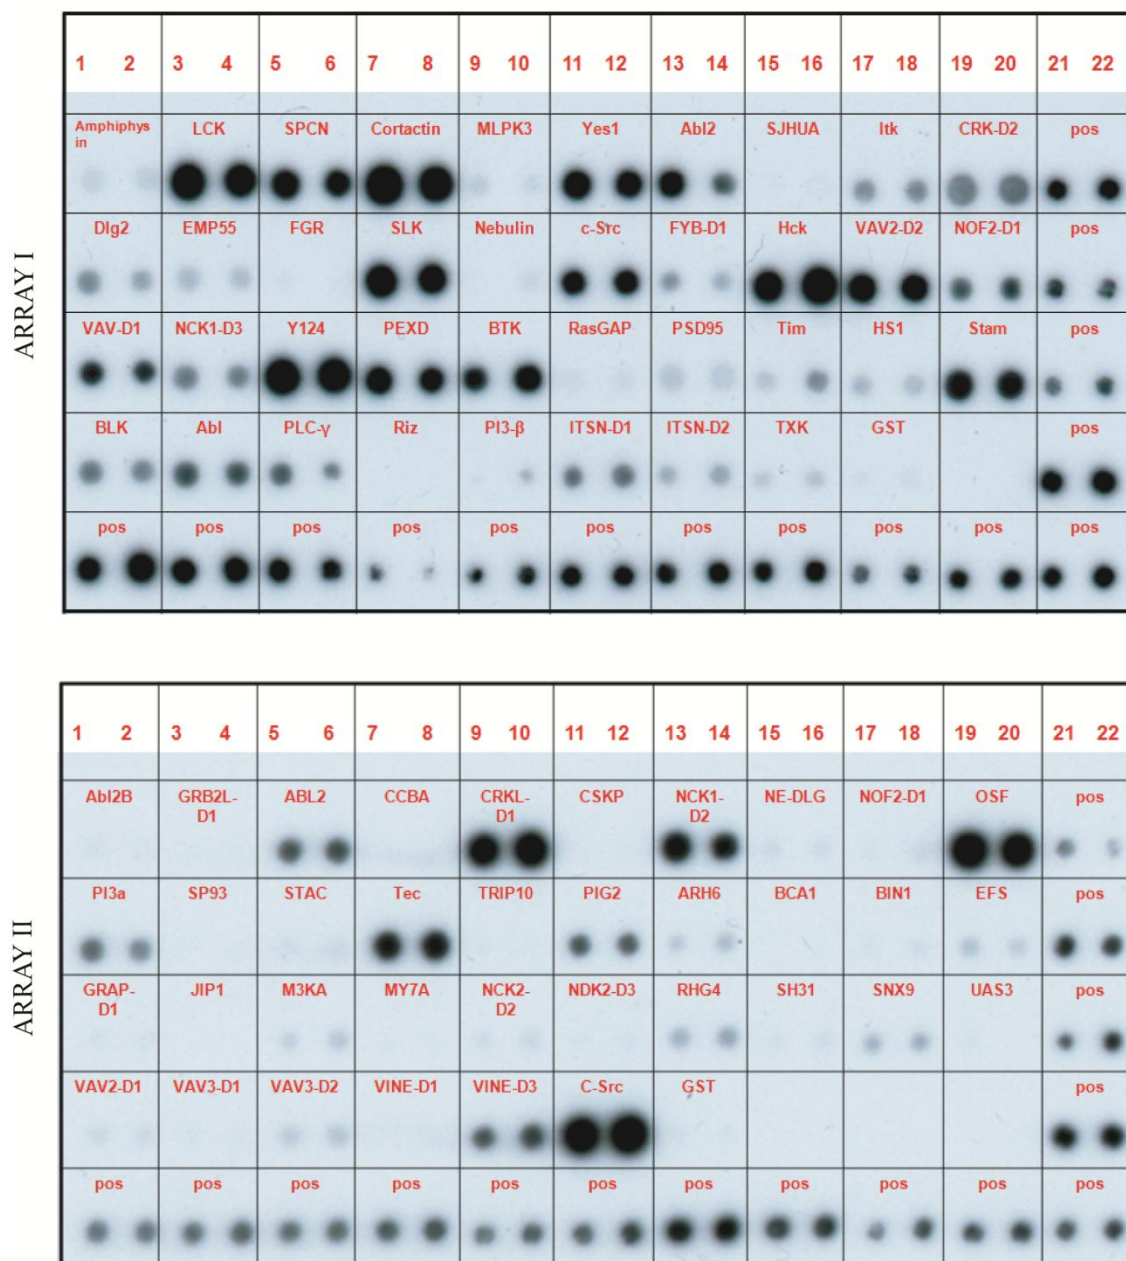 ARRAY I
1 2 3 4 5 6 7 8 9 10 11 12 13 14 15 16 17 18 19 20 21 22
Amphiphys
in LCK SPCN Cortactin MLPK3 Yes1 Abl2 SJHUA Itk CRK-D2 pos
Dlg2 EMP55 FGR SLK Nebulin c-Src FYB-D1 Hck VAV2-D2 NOF2-D1 pos
VAV-D1 NCK1-D3 Y124 PEXD BTK RasGAP PSD95 Tim HS1 Stam pos
BLK Abl PLC-γ Riz PI3-β ITSN-D1 ITSN-D2 TXK GST pos
pos pos pos pos pos pos pos pos pos pos pos
ARRAY II
1 2 3 4 5 6 7 8 9 10 11 12 13 14 15 16 17 18 19 20 21 22
Abl2B GRB2L- ABL2 CCBA CRKL- CSKP NCK1- NE-DLG NOF2-D1 OSF pos
D1 D1 D2
PI3a SP93 STAC Tec TRIP10 PIG2 ARH6 BCA1 BIN1 EFS pos
GRAP- JIP1 M3KA MY7A NCK2- NDK2-D3 RHG4 SH31 SNX9 UAS3 pos
D1 D2
VAV2-D1 VAV3-D1 VAV3-D2 VINE-D1 VINE-D3 C-Src GST pos
pos pos pos pos pos pos pos pos pos pos pos